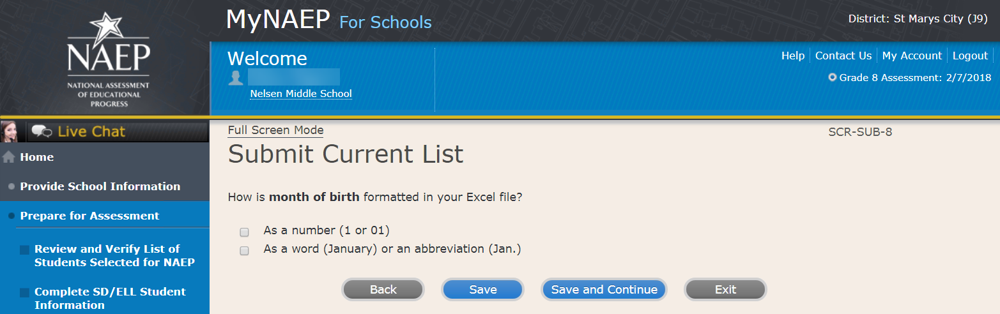 NAEP
NATIONAL ASSESSMENT
OF EDUCATIONAL
PROGRESS
MyNAEP For Schools
District: St Marys City (J9)
Welcome
Nelsen Middle School
Help Contact Us My Account Logout
Grade 8 Assessment: 2/7/2018
Live Chat
Home
Provide School Information
Prepare for Assessment
Review and Verify List of
Students Selected for NAEP
Complete SD/ELL Student
Information
Full Screen Mode
SCR-SUB-8
Submit Current List
How is month of birth formatted in your Excel file?
As a number (1 or 01)
As a word (January) or an abbreviation (Jan.)
Back Save Save and Continue Exit